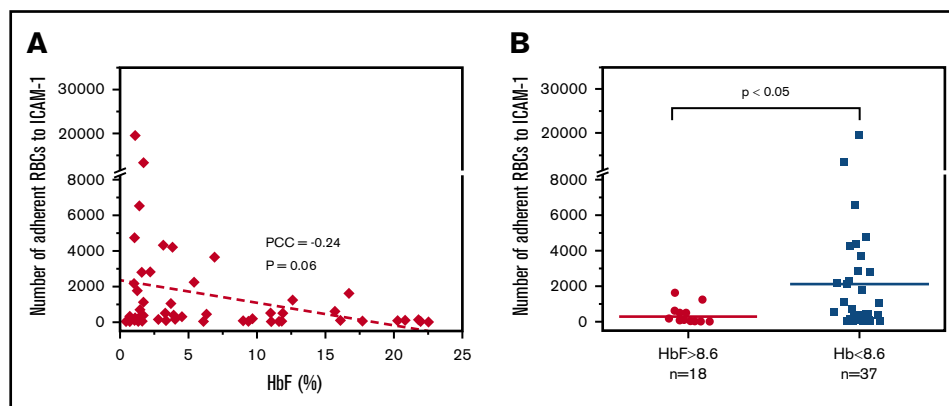 A
Number of adherent RBCs to ICAM-1
30000
20000
8000
6000
4000
2000
0
PCC = -0.24
P = 0.06
0 5 10 15 20 25
HbF (%)
B
Number of adherent RBCs to ICAM-1
30000
20000
8000
6000
4000
2000
0
p < 0.05
HbF>8.6 Hb<8.6
n=18 n=37